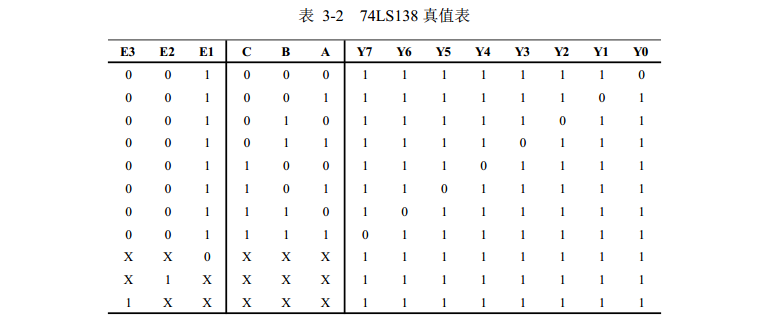 表 3-2 74LS138 真值表
E3 E2 E1 C B A Y7 Y6 Y5 Y4 Y3 Y2 Y1 Y0
0 0 1 0 0 0 1 1 1 1 1 1 1 0
0 0 1 0 0 1 1 1 1 1 1 1 0 1
0 0 1 0 1 0 1 1 1 1 1 0 1 1
0 0 1 0 1 1 1 1 1 1 0 1 1 1
0 0 1 1 0 0 1 1 1 0 1 1 1 1
0 0 1 1 0 1 1 1 0 1 1 1 1 1
0 0 1 1 1 0 1 0 1 1 1 1 1 1
0 0 1 1 1 1 0 1 1 1 1 1 1 1
X X 0 X X X 1 1 1 1 1 1 1 1
X 1 X X X X 1 1 1 1 1 1 1 1
1 X X X X X 1 1 1 1 1 1 1 1